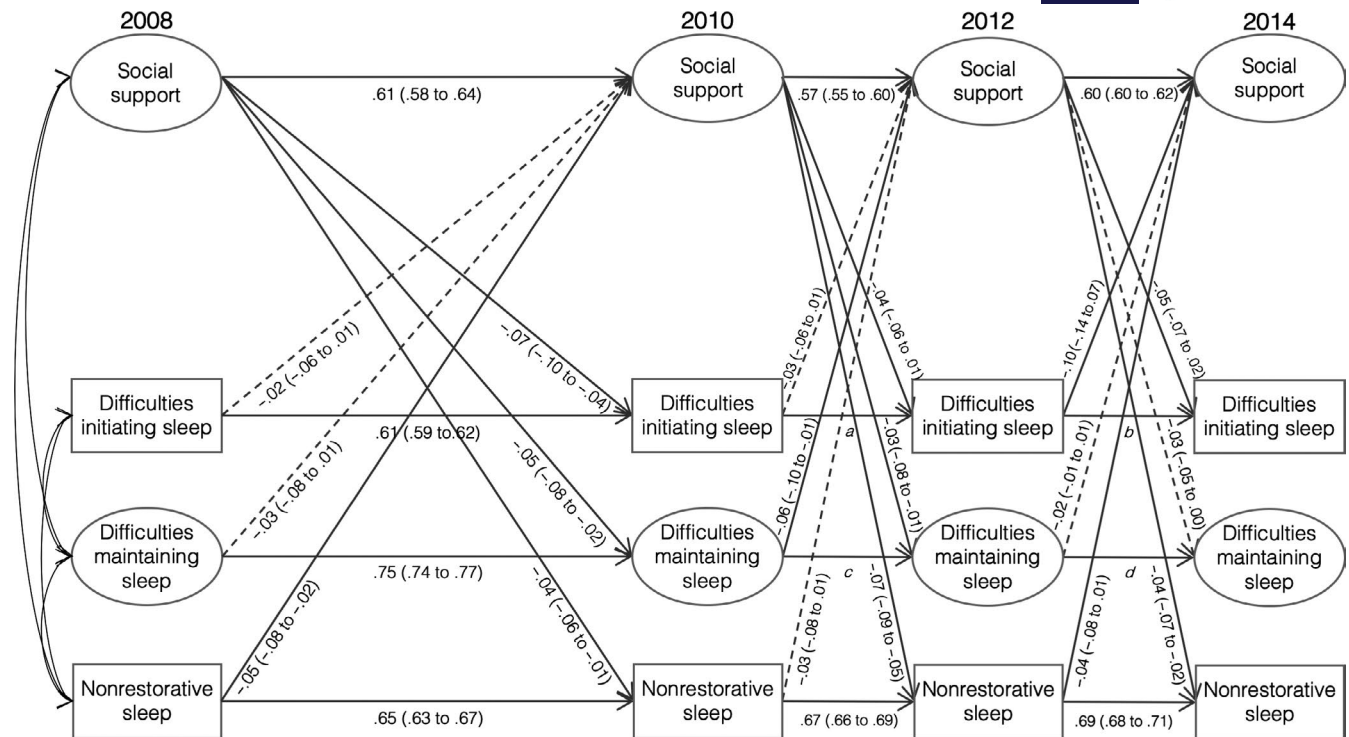 2008
2010
2012
2014
Social
support
Social
support
Social
support
Social
support
.61 (.58 to .64)
.57 (.55 to .60)
.60 (.60 to .62)
-.02 (-.06 to .01)
-.07 (-.10 to -.04)
-.03 (-.06 to .01)
-.04 (-.06 to .01)
-.10 (-.14 to.07)
-.05 (-.07 to .02)
Difficulties
initiating sleep
Difficulties
initiating sleep
Difficulties
initiating sleep
Difficulties
initiating sleep
.61 (.59 to.62)
a
b
-.03 (-.08 to .01)
-.05 (-.08 to -.02)
-.06 (-.10 to -.01)
-.03 (-.08 to -.01)
-.02 (-.01 to .01)
-.03 (-.05 to .00)
Difficulties
maintaining
sleep
Difficulties
maintaining
sleep
Difficulties
maintaining
sleep
Difficulties
maintaining
sleep
.75 (.74 to .77)
c
d
-.05 (-.08 to -.02)
-.04 (-.06 to -.01)
-.03 (-.08 to .01)
-.07 (-.09 to -.05)
-.04 (-.08 to .01)
-.04 (-.07 to -.02)
Nonrestorative
sleep
Nonrestorative
sleep
Nonrestorative
sleep
Nonrestorative
sleep
.65 (.63 to .67)
.67 (.66 to .69)
.69 (.68 to .71)